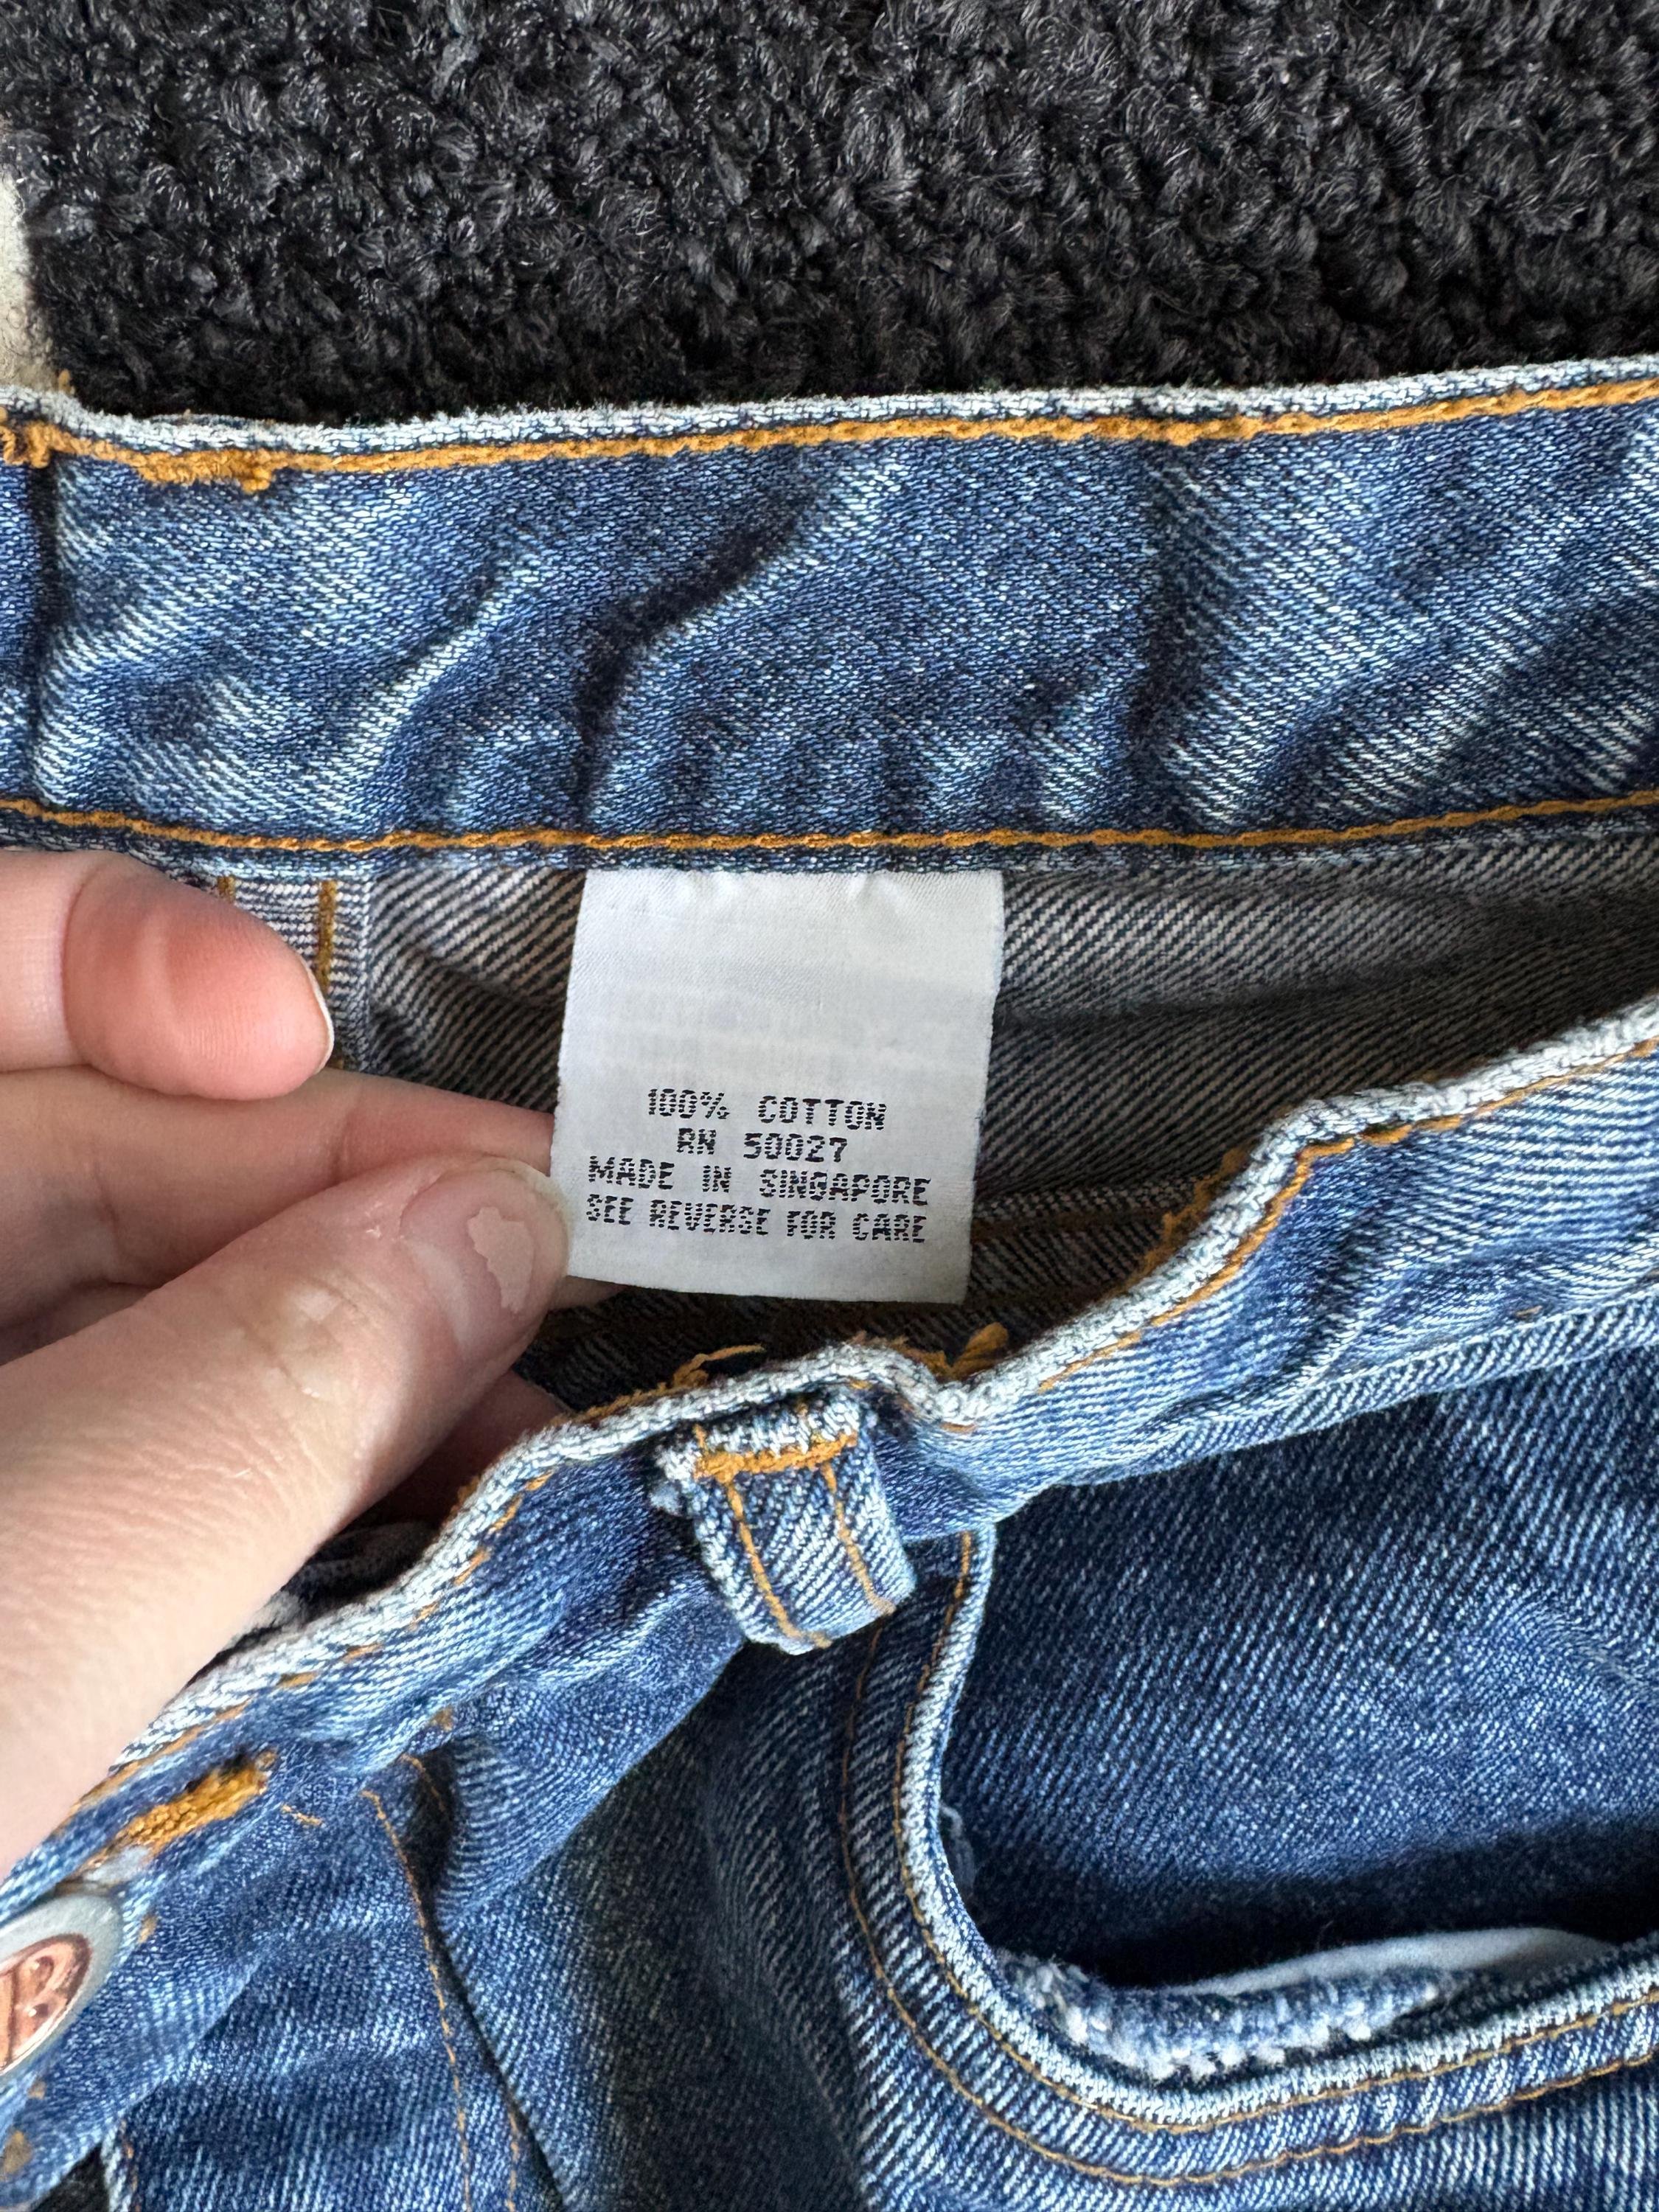 100% COTTON
RN 50027
MADE IN SINGAPORE
SEE REVERSE FOR CARE